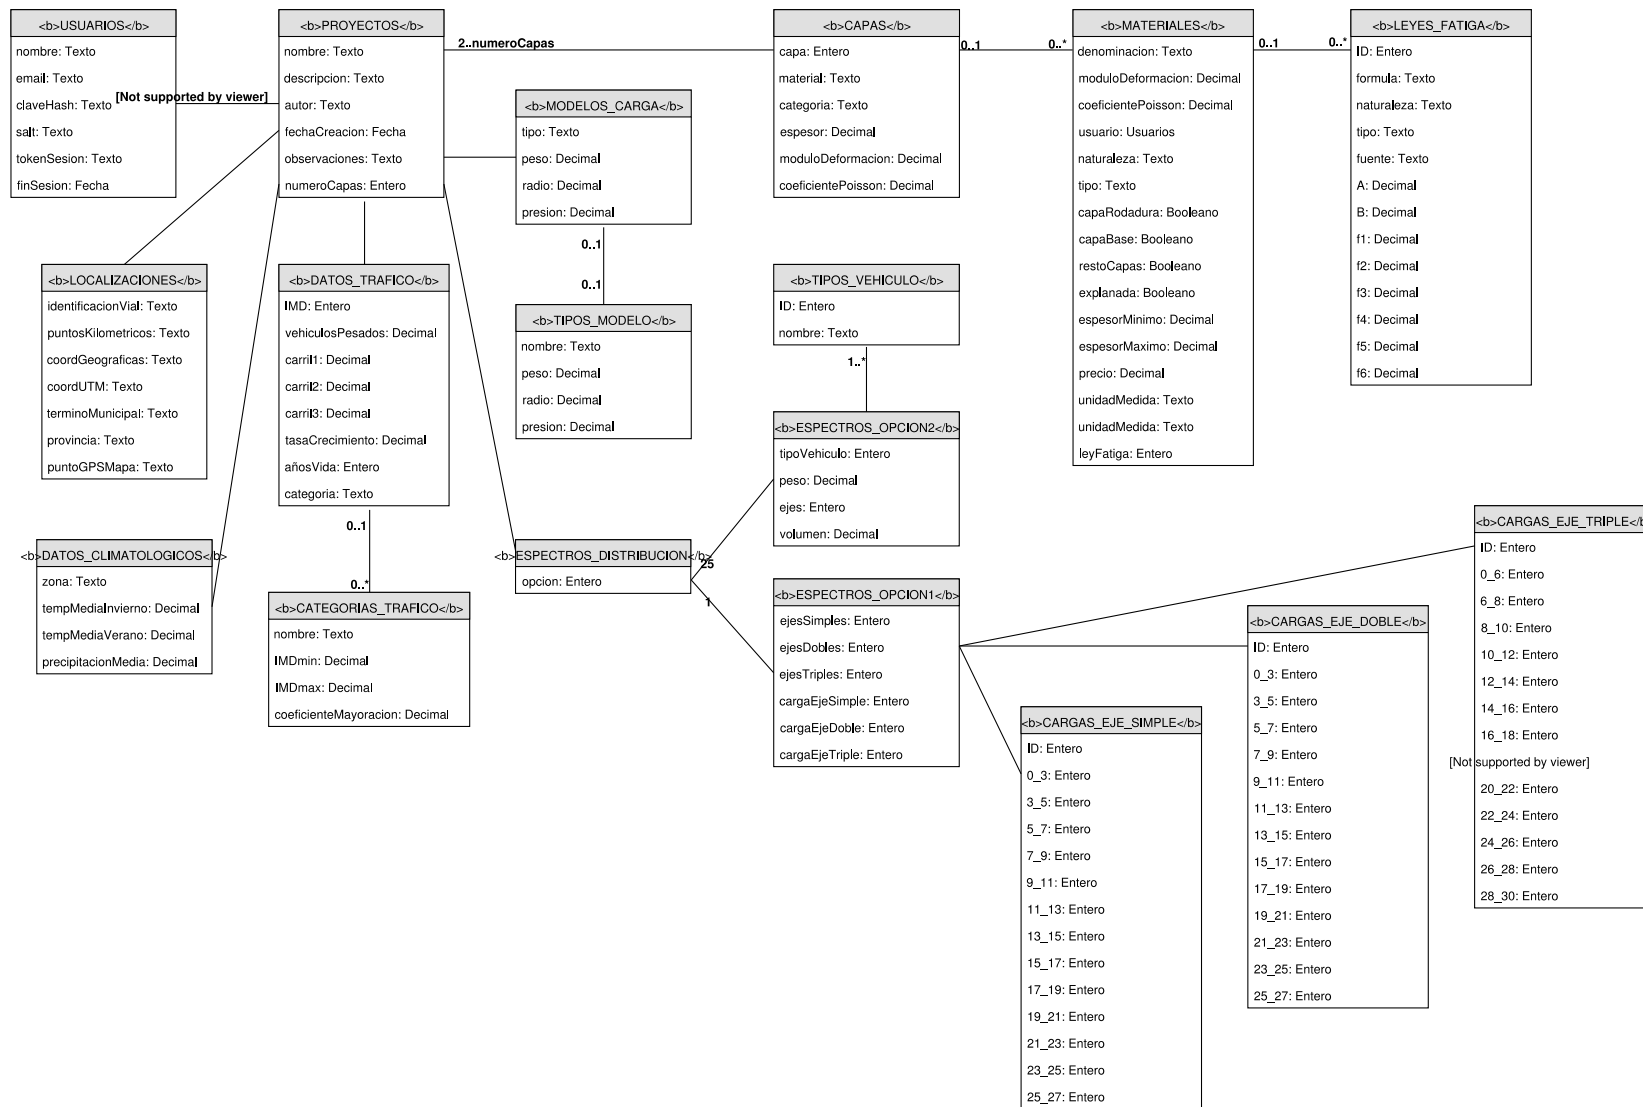 <b>USUARIOS</b>
nombre: Texto
email: Texto
claveHash: Texto
salt: Texto
tokenSesion: Texto
finSesion: Fecha
[Not supported by viewer]
<b>PROYECTOS</b>
nombre: Texto
descripcion: Texto
autor: Texto
fechaCreacion: Fecha
observaciones: Texto
numeroCapas: Entero
2..numeroCapas
<b>MODELOS_CARGA</b>
tipo: Texto
peso: Decimal
radio: Decimal
presion: Decimal
0..1
0..1
<b>TIPOS_MODELO</b>
nombre: Texto
peso: Decimal
radio: Decimal
presion: Decimal
<b>CAPAS</b>
capa: Entero
material: Texto
categoria: Texto
espesor: Decimal
moduloDeformacion: Decimal
coeficientePoisson: Decimal
0..1
0..*
<b>MATERIALES</b>
denominacion: Texto
moduloDeformacion: Decimal
coeficientePoisson: Decimal
usuario: Usuarios
naturaleza: Texto
tipo: Texto
capaRodadura: Booleano
capaBase: Booleano
restoCapas: Booleano
explanada: Booleano
espesorMinimo: Decimal
espesorMaximo: Decimal
precio: Decimal
unidadMedida: Texto
unidadMedida: Texto
leyFatiga: Entero
0..1
0..*
<b>LEYES_FATIGA</b>
ID: Entero
formula: Texto
naturaleza: Texto
tipo: Texto
fuente: Texto
A: Decimal
B: Decimal
f1: Decimal
f2: Decimal
f3: Decimal
f4: Decimal
f5: Decimal
f6: Decimal
<b>LOCALIZACIONES</b>
identificacionVial: Texto
puntosKilometricos: Texto
coordGeograficas: Texto
coordUTM: Texto
terminoMunicipal: Texto
provincia: Texto
puntoGPSMapa: Texto
<b>DATOS_TRAFICO</b>
IMD: Entero
vehiculosPesados: Decimal
carril1: Decimal
carril2: Decimal
carril3: Decimal
tasaCrecimiento: Decimal
añosVida: Entero
categoria: Texto
0..1
0..*
<b>CATEGORIAS_TRAFICO</b>
nombre: Texto
IMDmin: Decimal
IMDmax: Decimal
coeficienteMayoracion: Decimal
<b>DATOS_CLIMATOLOGICOS</b>
zona: Texto
tempMediaInvierno: Decimal
tempMediaVerano: Decimal
precipitacionMedia: Decimal
<b>TIPOS_VEHICULO</b>
ID: Entero
nombre: Texto
1..*
<b>ESPECTROS_OPCION2</b>
tipoVehiculo: Entero
peso: Decimal
ejes: Entero
volumen: Decimal
<b>ESPECTROS_DISTRIBUCION</b>
opcion: Entero
25
1
<b>ESPECTROS_OPCION1</b>
ejesSimples: Entero
ejesDobles: Entero
ejesTriples: Entero
cargaEjeSimple: Entero
cargaEjeDoble: Entero
cargaEjeTriple: Entero
<b>CARGAS_EJE_SIMPLE</b>
ID: Entero
0_3: Entero
3_5: Entero
5_7: Entero
7_9: Entero
9_11: Entero
11_13: Entero
13_15: Entero
15_17: Entero
17_19: Entero
19_21: Entero
21_23: Entero
23_25: Entero
25_27: Entero
<b>CARGAS_EJE_DOBLE</b>
ID: Entero
0_3: Entero
3_5: Entero
5_7: Entero
7_9: Entero
9_11: Entero
11_13: Entero
13_15: Entero
15_17: Entero
17_19: Entero
19_21: Entero
21_23: Entero
23_25: Entero
25_27: Entero
<b>CARGAS_EJE_TRIPLE</b
ID: Entero
0_6: Entero
6_8: Entero
8_10: Entero
10_12: Entero
12_14: Entero
14_16: Entero
16_18: Entero
[Not supported by viewer]
20_22: Entero
22_24: Entero
24_26: Entero
26_28: Entero
28_30: Entero